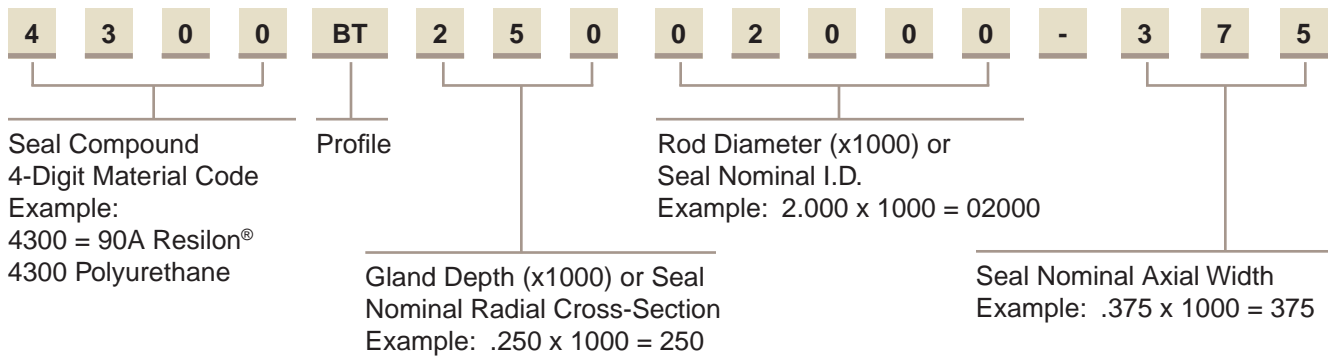 4 3 0 0 BT 2 5 0 0 2 0 0 0 - 3 7 5
Seal Compound
4-Digit Material Code
Example:
4300 = 90A Resilon®
4300 Polyurethane
Profile
Gland Depth (x1000) or Seal
Nominal Radial Cross-Section
Example: .250 x 1000 = 250
Rod Diameter (x1000) or
Seal Nominal I.D.
Example: 2.000 x 1000 = 02000
Seal Nominal Axial Width
Example: .375 x 1000 = 375